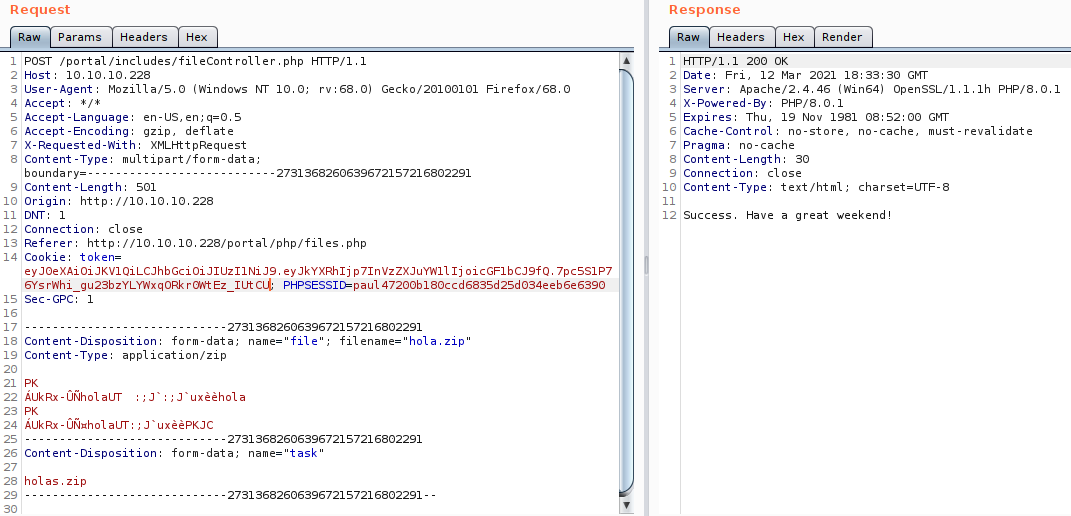 Request
Raw Params Headers Hex
1 POST /portal/includes/fileController.php HTTP/1.1
2 Host: 10.10.10.228
3 User-Agent: Mozilla/5.0 (Windows NT 10.0; rv:68.0) Gecko/20100101 Firefox/68.0
4 Accept: */*
5 Accept-Language: en-US,en;q=0.5
6 Accept-Encoding: gzip, deflate
7 X-Requested-With: XMLHttpRequest
8 Content-Type: multipart/form-data;
boundary=---------------------------27313682606396721572168022​91
9 Content-Length: 501
10 Origin: http://10.10.10.228
11 DNT: 1
12 Connection: close
13 Referer: http://10.10.10.228/portal/php/files.php
14 Cookie: token=
eyJ0eXAiOiJKV1QiLCJhbGciOiJIUzI1NiJ9.eyJkYXRhIjp7InVzZXJuYW1lIjoicGF1bCJ9fQ.7pc5S1P7
6YsrWhi_gu23bzYLYWxqORkr0WtEz_IUtCU; PHPSESSID=paul47200b180ccd6835d25d034eeb6e6390
15 Sec-GPC: 1
16
17 -----------------------------2731368260639672157216802291
18 Content-Disposition: form-data; name="file"; filename="hola.zip"
19 Content-Type: application/zip
20
21 PK
22 ÁUkRx-ÛÑholaUT :;J`:;J`uxèèhola
23 PK
24 ÁUkRx-ÛÑ¤holaUT:;J`uxèèPKJC
25 -----------------------------2731368260639672157216802291
26 Content-Disposition: form-data; name="task"
27
28 holas.zip
29 -----------------------------2731368260639672157216802291--
30
Response
Raw Headers Hex Render
1 HTTP/1.1 200 OK
2 Date: Fri, 12 Mar 2021 18:33:30 GMT
3 Server: Apache/2.4.46 (Win64) OpenSSL/1.1.1h PHP/8.0.1
4 X-Powered-By: PHP/8.0.1
5 Expires: Thu, 19 Nov 1981 08:52:00 GMT
6 Cache-Control: no-store, no-cache, must-revalidate
7 Pragma: no-cache
8 Content-Length: 30
9 Connection: close
10 Content-Type: text/html; charset=UTF-8
11
12 Success. Have a great weekend!